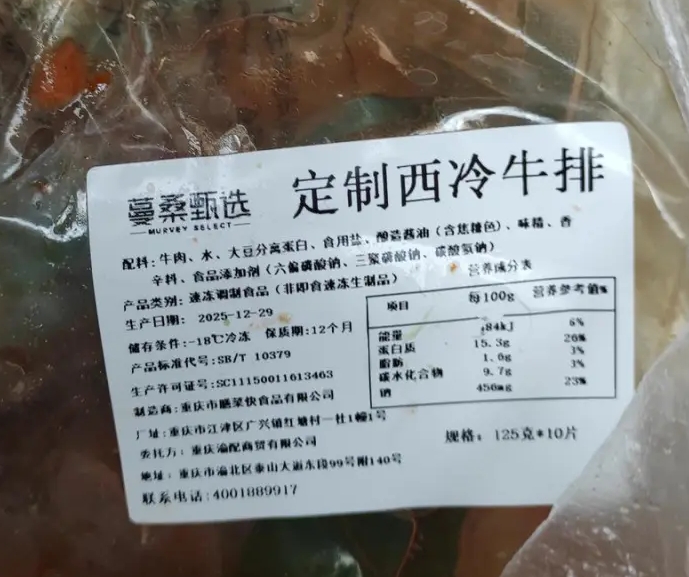 蔓桑甄选
MURVEY SELECT
定制西冷牛排
配料:牛肉、水、大豆分离蛋白、食用盐、酿造酱油(含焦糖色)、味精、香
辛料、食品添加剂(六偏磷酸钠、三聚磷酸钠、碳酸氢钠)
产品类别: 速冻调制食品(非即食速冻生制品)
生产日期: 2025-12-29
储存条件:-18℃冷冻 保质期:12个月
产品标准代号:SB/T 10379
生产许可证号:SC11150011613463
制造商:重庆市膳菜快食品有限公司
厂址:重庆市江津区广兴镇红塘村一社1幢1号
委托方: 重庆渝配商贸有限公司
地址: 重庆市渝北区泰山大道东段99号附140号
联系电话:4001889917
营养成分表
项目 每100g 营养参考值%
能量 484kJ 6%
蛋白质 15.3g 26%
脂肪 1.6g 3%
碳水化合物 9.7g 3%
钠 456mg 23%
规格: 125克*10片